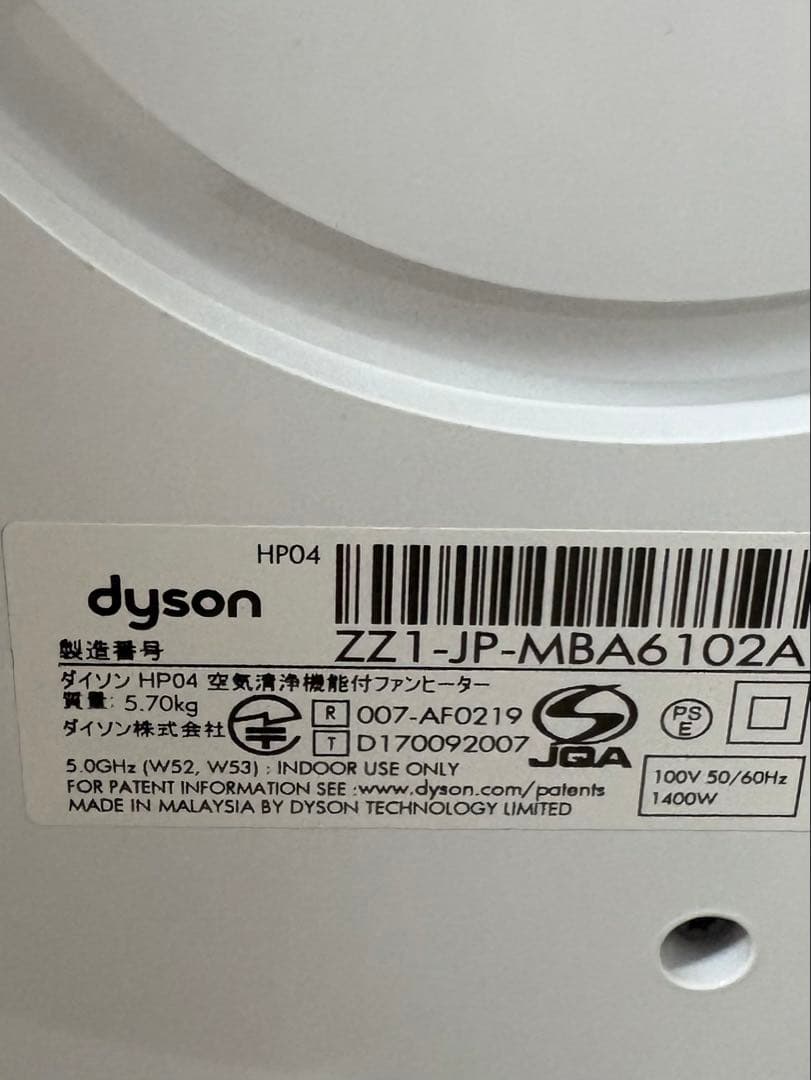 HP04
dyson
製造番号 ZZ1-JP-MBA6102A
ダイソン HP04 空気清浄機能付ファンヒーター
質量: 5.70kg
ダイソン株式会社
R 007-AF0219
T D170092007
JQA
PS
E
5.0GHz (W52, W53) : INDOOR USE ONLY
FOR PATENT INFORMATION SEE :www.dyson.com/patents
MADE IN MALAYSIA BY DYSON TECHNOLOGY LIMITED
100V 50/60Hz
1400W